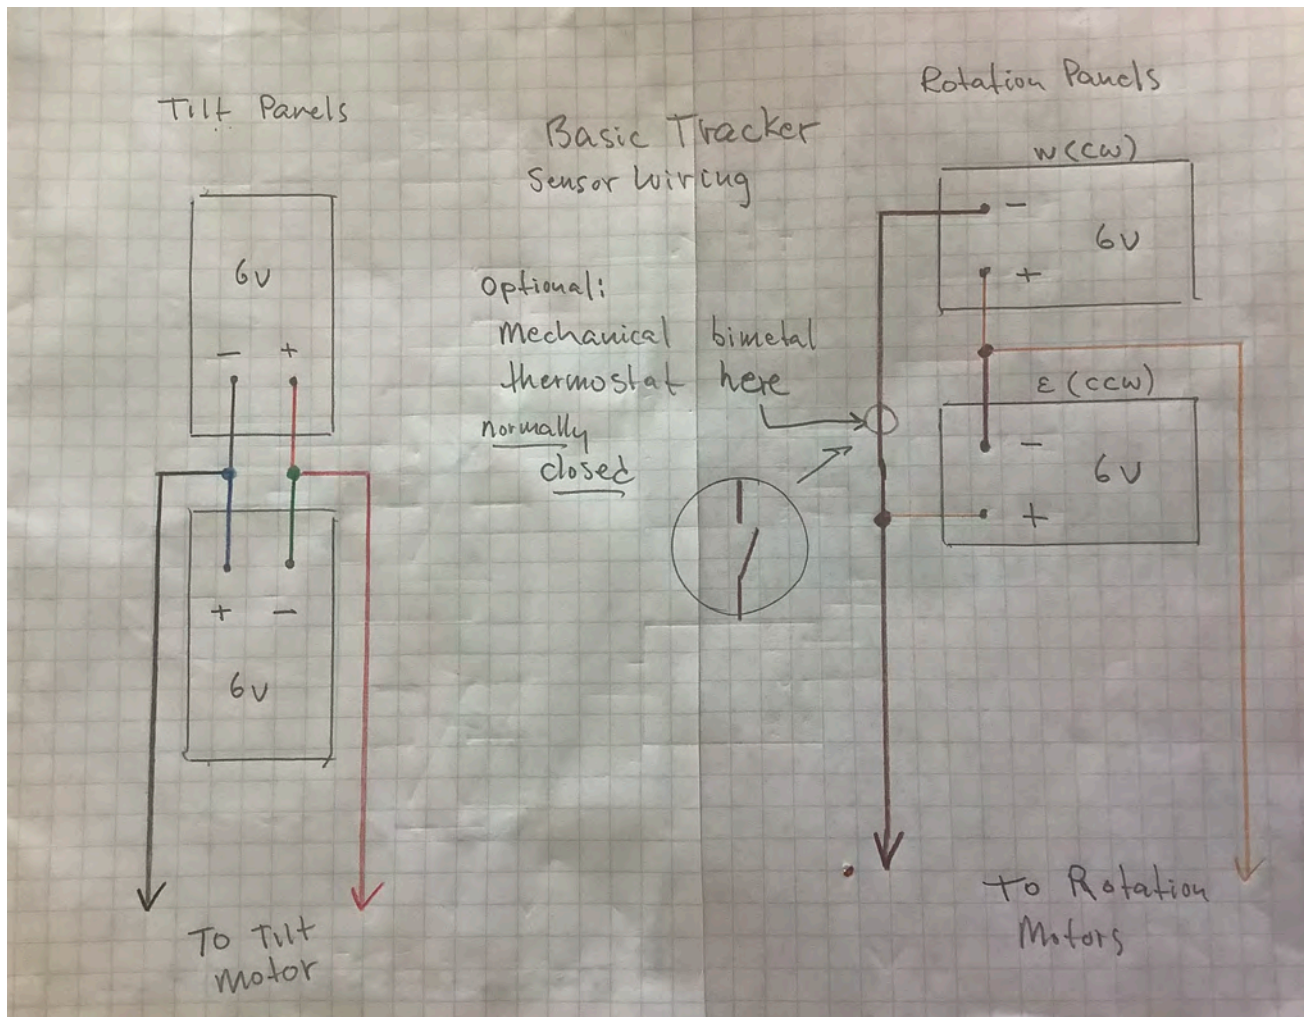 Tilt Panels
6v
- +
+ -
6v
To Tilt
Motor
Basic Tracker
Sensor Wiring
Optional:
Mechanical bimetal
thermostat here
normally
closed
Rotation Panels
W (CW)
-
6v
+
E (CCW)
-
6v
+
To Rotation
Motors